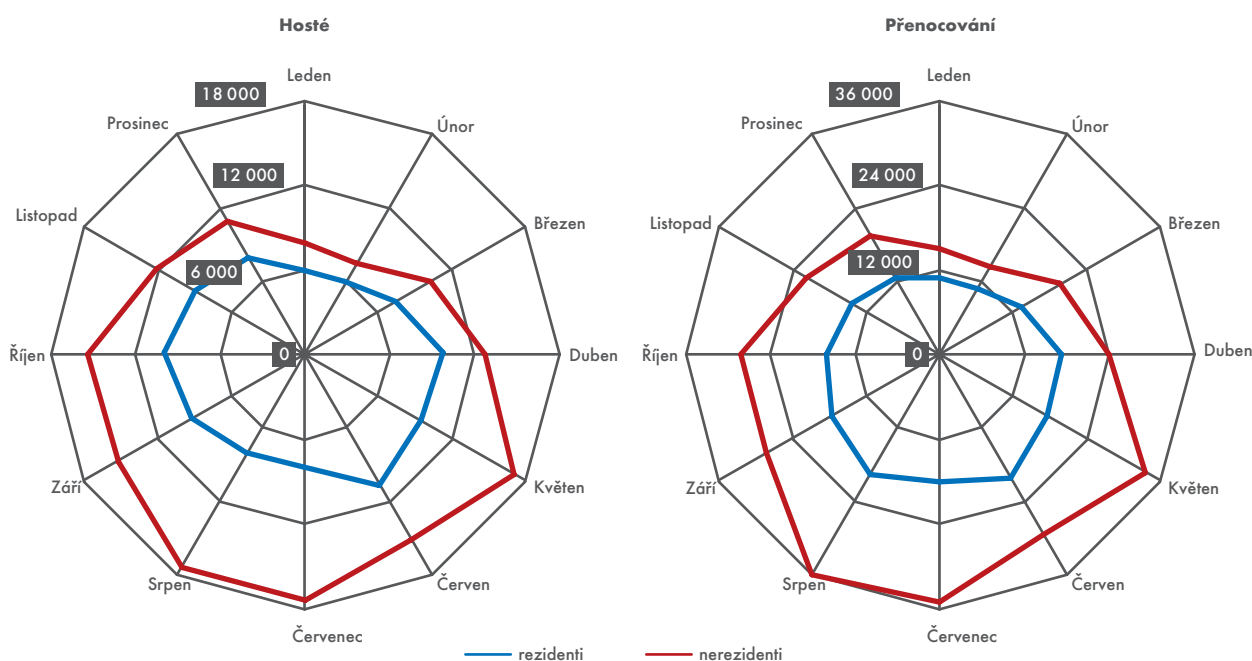 Hosté
Leden
Únor
Březen
Duben
Květen
Červen
Červenec
Srpen
Září
Říjen
Listopad
Prosinec
18 000
12 000
6 000
0
Přenocování
Leden
Únor
Březen
Duben
Květen
Červen
Červenec
Srpen
Září
Říjen
Listopad
Prosinec
36 000
24 000
12 000
0
rezidenti
nerezidenti